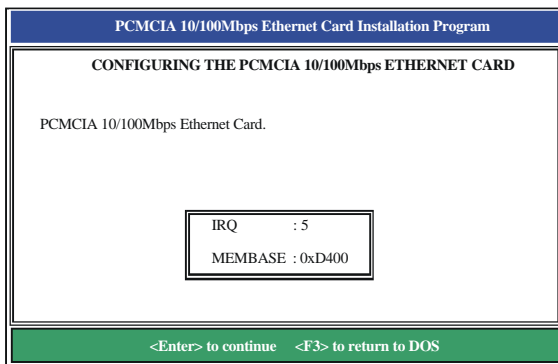 PCMCIA 10/100Mbps Ethernet Card Installation Program
CONFIGURING THE PCMCIA 10/100Mbps ETHERNET CARD
PCMCIA 10/100Mbps Ethernet Card.
IRQ : 5
MEMBASE : 0xD400
<Enter> to continue <F3> to return to DOS